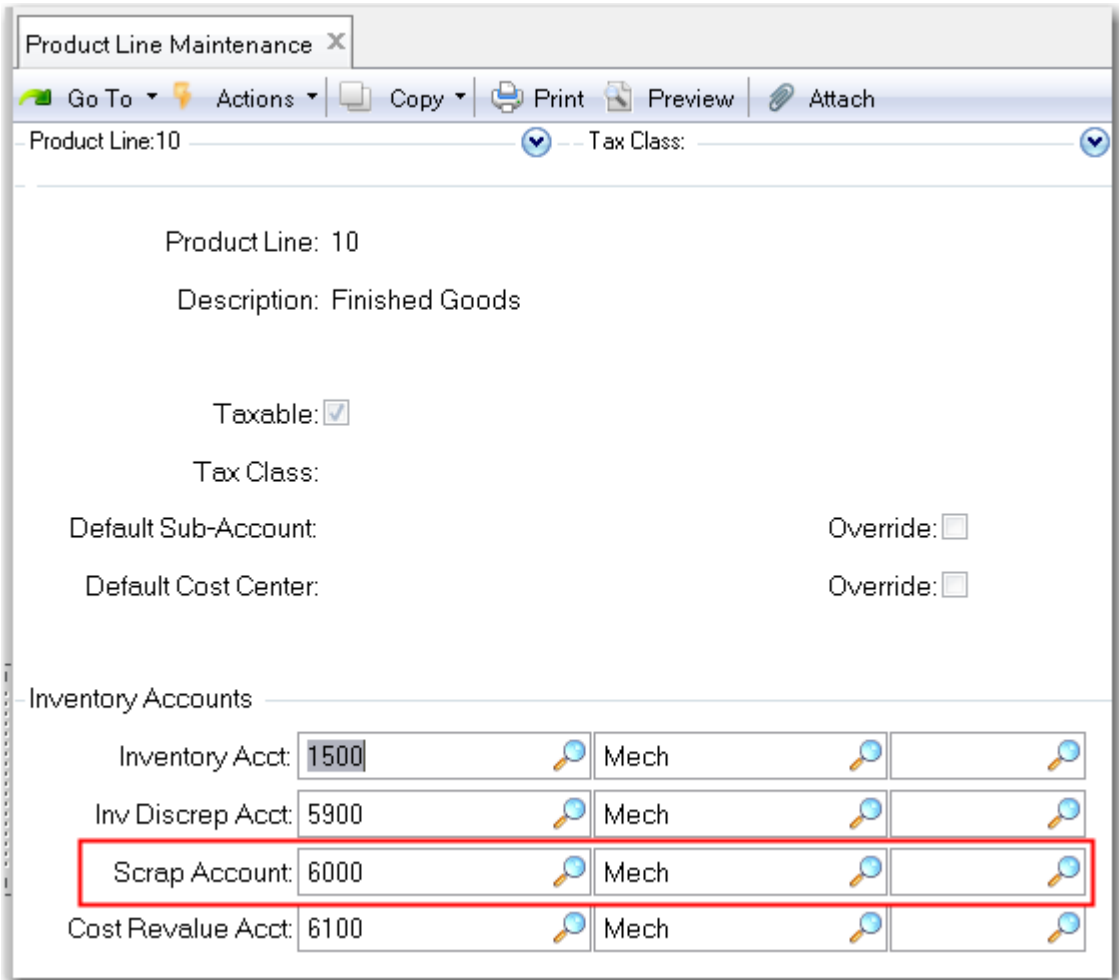 Product Line Maintenance X
Go To Actions Copy Print Preview Attach
Product Line:10 Tax Class:
Product Line: 10
Description: Finished Goods
Taxable:
Tax Class:
Default Sub-Account: Override:
Default Cost Center: Override:
Inventory Accounts
Inventory Acct: 1500 Mech
Inv Discrep Acct: 5900 Mech
Scrap Account: 6000 Mech
Cost Revalue Acct: 6100 Mech